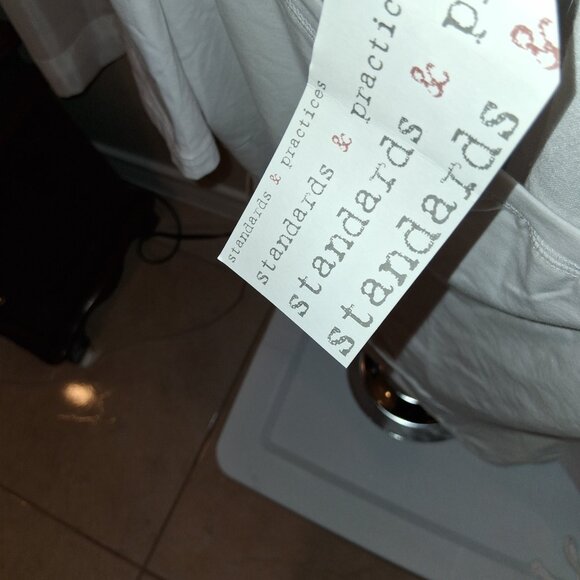 standards & practices
standards & practic
standards & p
standards &